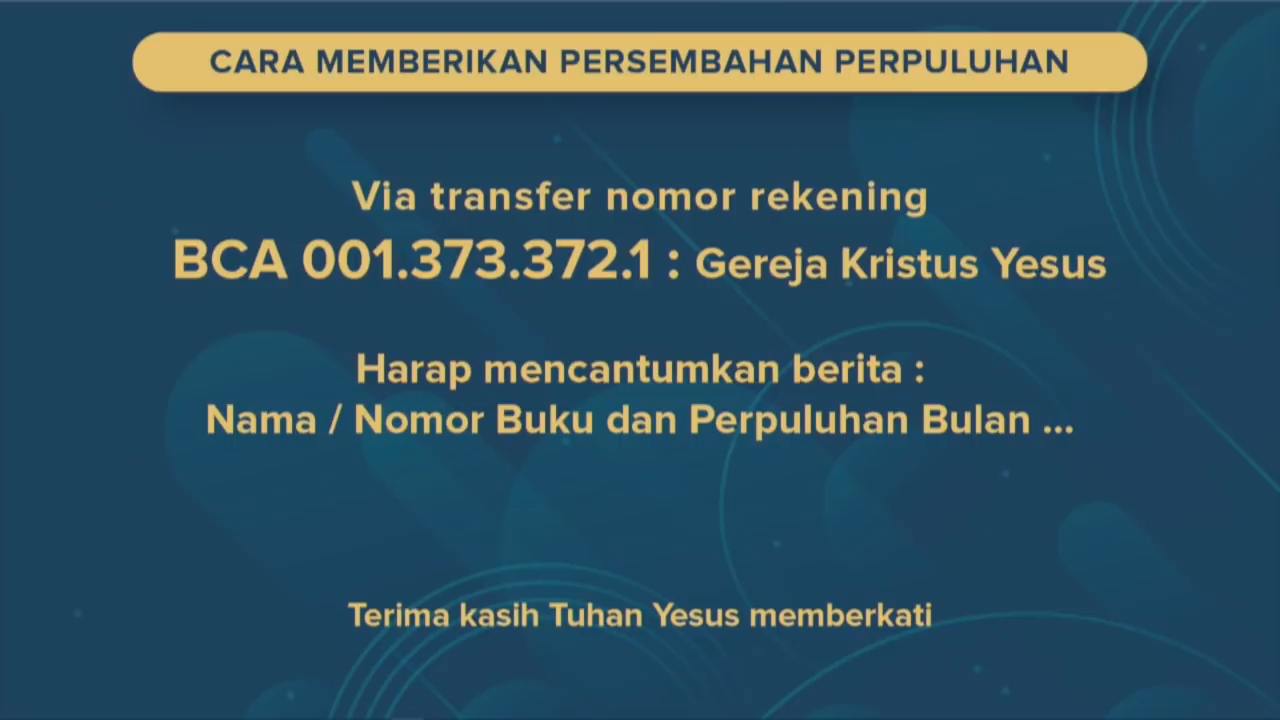 CARA MEMBERIKAN PERSEMBAHAN PERPULUHAN
Via transfer nomor rekening
BCA 001.373.372.1 : Gereja Kristus Yesus
Harap mencantumkan berita :
Nama / Nomor Buku dan Perpuluhan Bulan ...
Terima kasih Tuhan Yesus memberkati